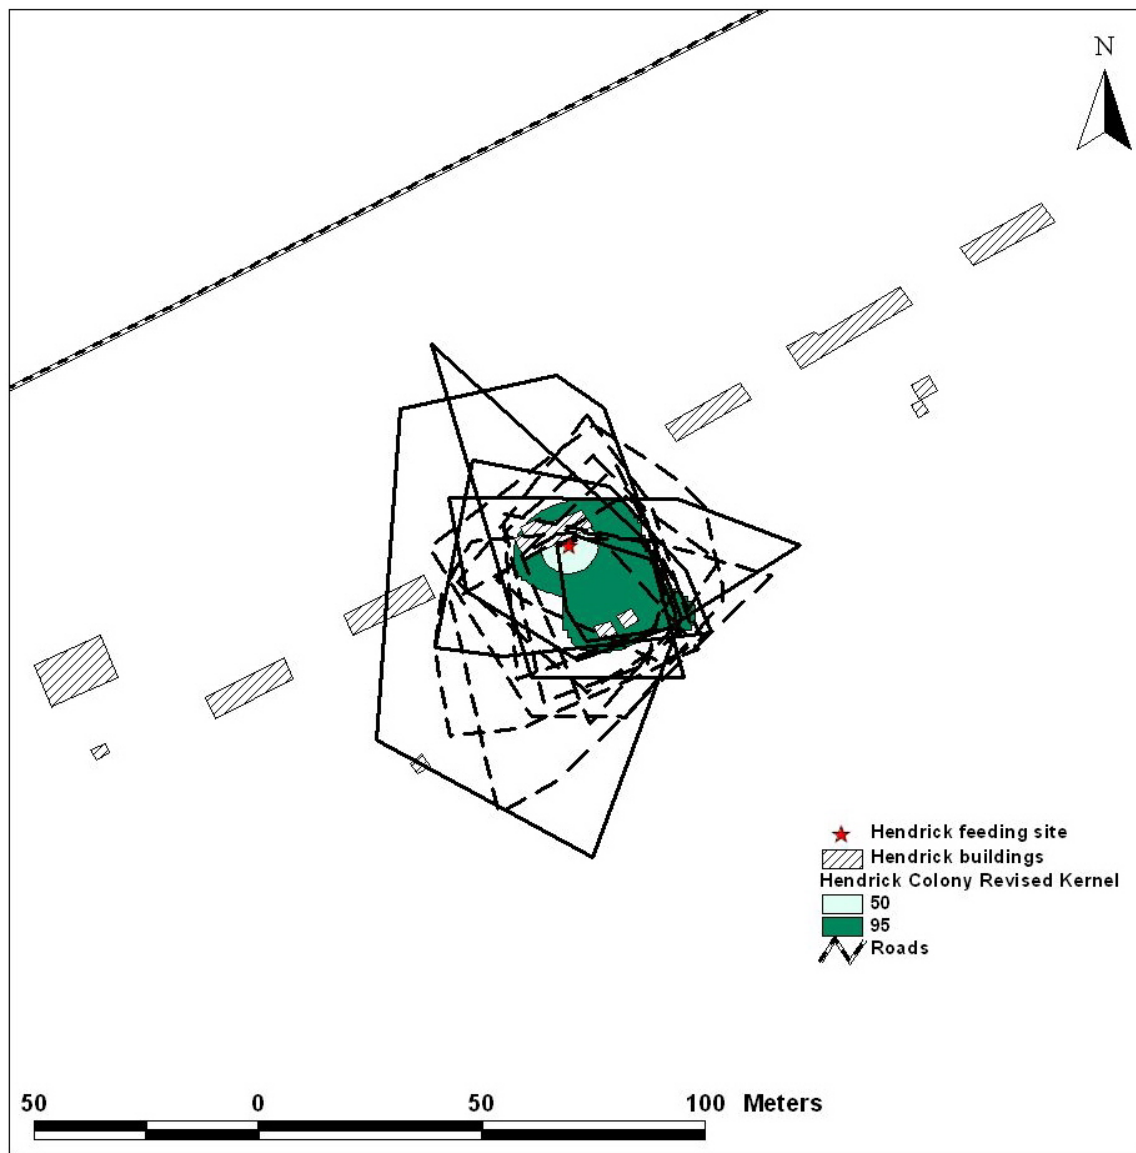 N
Hendrick feeding site
Hendrick buildings
Hendrick Colony Revised Kernel
50
95
Roads
50 0 50 100 Meters